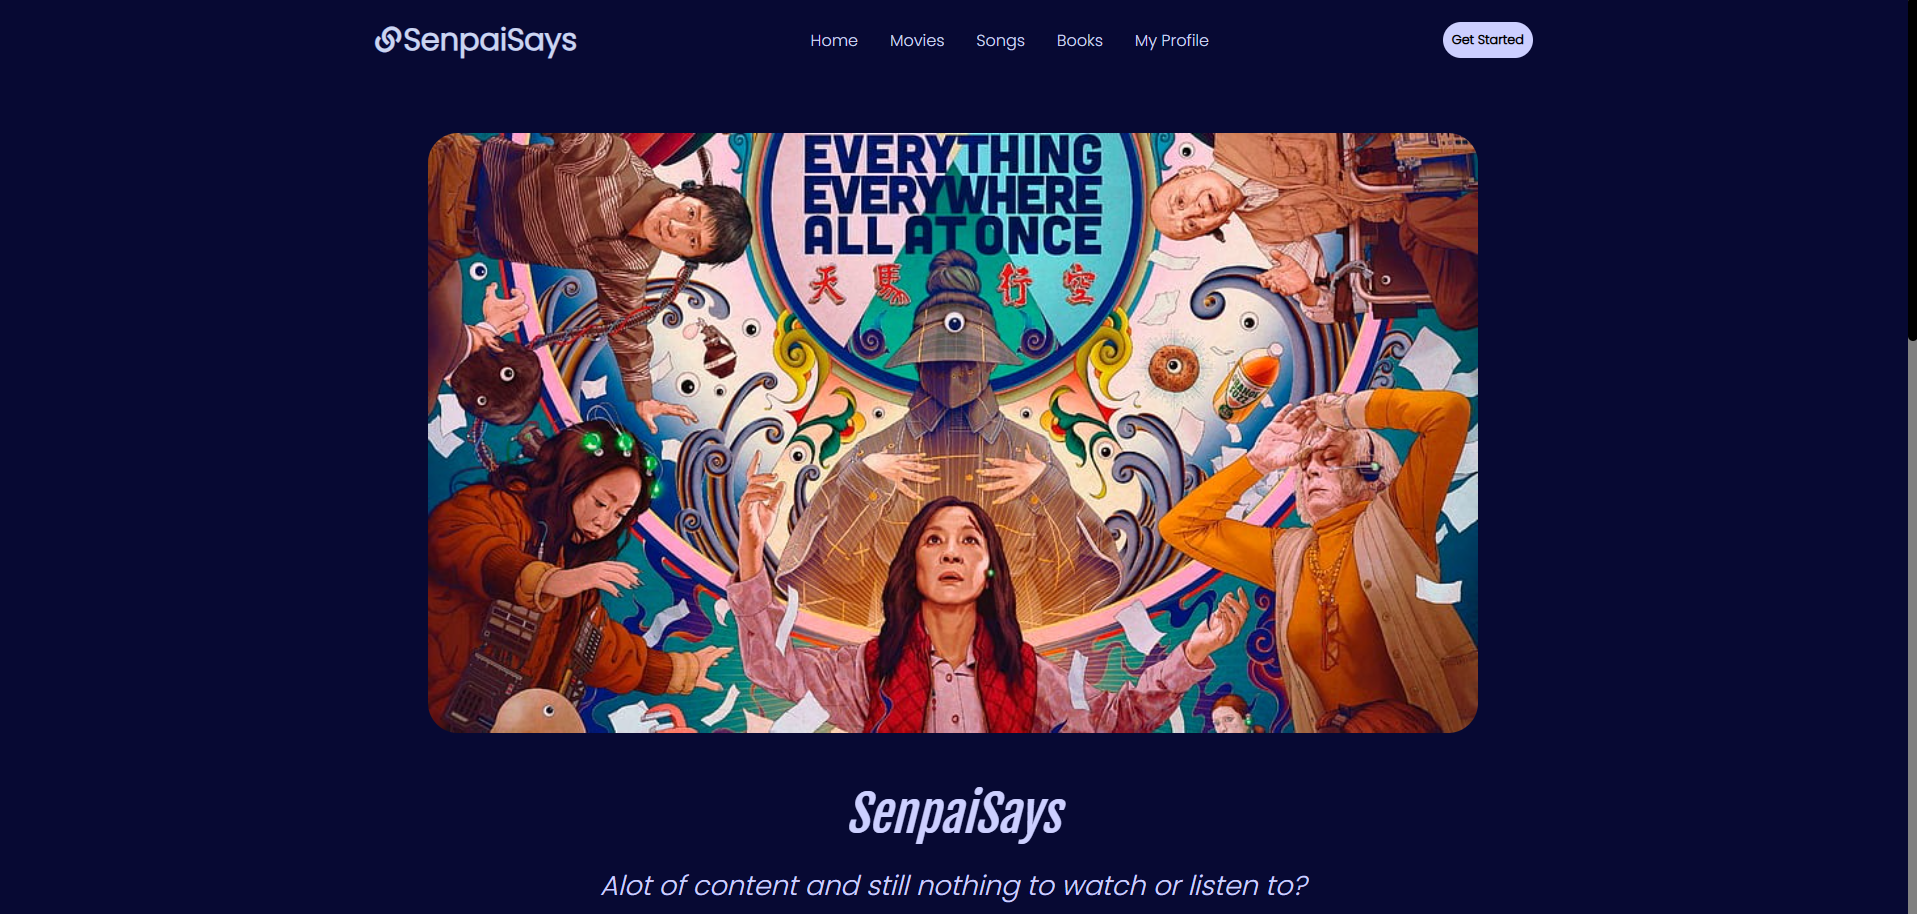 SenpaiSays
Home Movies Songs Books My Profile
Get Started
EVERYTHING
EVERYWHERE
ALL AT ONCE
天馬行空
ORANGE
SenpaiSays
Alot of content and still nothing to watch or listen to?